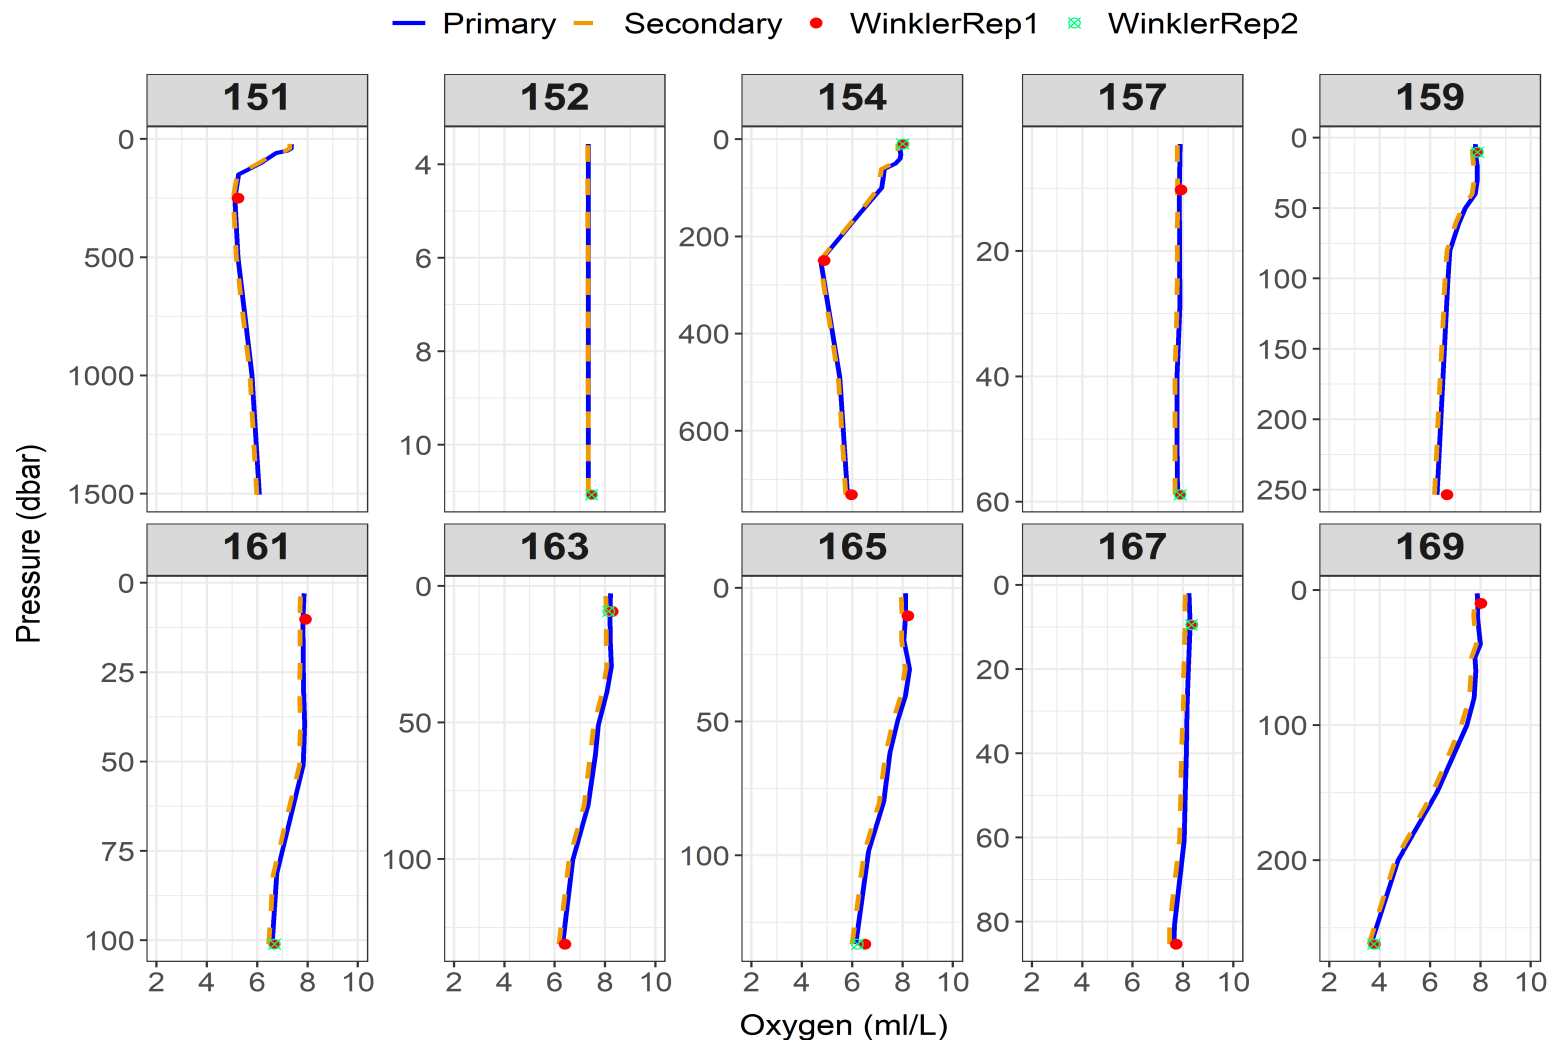 Primary Secondary WinklerRep1 WinklerRep2
151 152 154 157 159
0 500 1000 1500
4 6 8 10
0 200 400 600
20 40 60
0 50 100 150 200 250
Pressure (dbar)
161 163 165 167 169
0 25 50 75 100
0 50 100
0 50 100
0 20 40 60 80
0 100 200
2 4 6 8 10 2 4 6 8 10 2 4 6 8 10 2 4 6 8 10 2 4 6 8 10
Oxygen (ml/L)